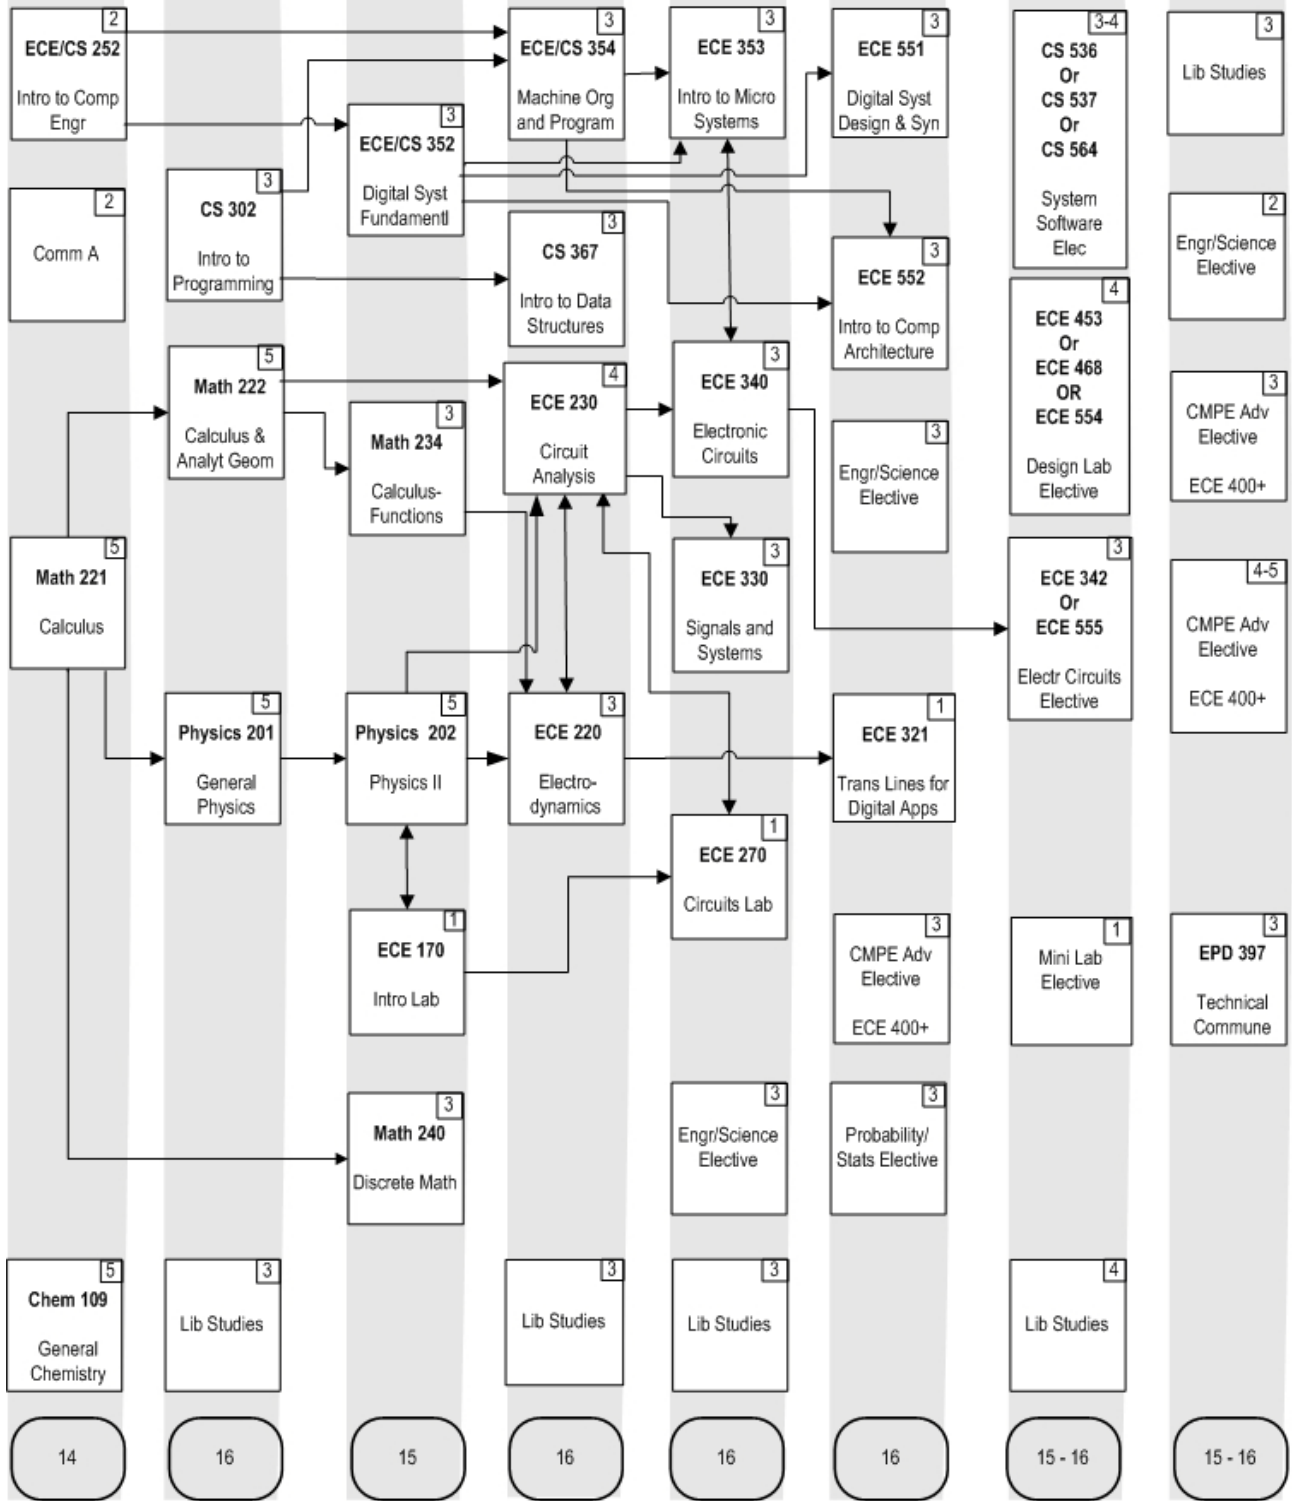 2
ECE/CS 252
Intro to Comp
Engr
2
Comm A
5
Math 221
Calculus
5
Chem 109
General
Chemistry
14
3
CS 302
Intro to
Programming
5
Math 222
Calculus &
Analyt Geom
5
Physics 201
General
Physics
3
Lib Studies
16
3
ECE/CS 352
Digital Syst
Fundamentl
3
Math 234
Calculus-
Functions
5
Physics 202
Physics II
1
ECE 170
Intro Lab
3
Math 240
Discrete Math
15
3
ECE/CS 354
Machine Org
and Program
3
CS 367
Intro to Data
Structures
4
ECE 230
Circuit
Analysis
3
ECE 220
Electro-
dynamics
3
Lib Studies
16
3
ECE 353
Intro to Micro
Systems
3
ECE 340
Electronic
Circuits
3
ECE 330
Signals and
Systems
1
ECE 270
Circuits Lab
3
Engr/Science
Elective
3
Lib Studies
16
3
ECE 551
Digital Syst
Design & Syn
3
ECE 552
Intro to Comp
Architecture
3
Engr/Science
Elective
1
ECE 321
Trans Lines for
Digital Apps
3
CMPE Adv
Elective
ECE 400+
3
Probability/
Stats Elective
16
3-4
CS 536
Or
CS 537
Or
CS 564
System
Software
Elec
4
ECE 453
Or
ECE 468
OR
ECE 554
Design Lab
Elective
3
ECE 342
Or
ECE 555
Electr Circuits
Elective
1
Mini Lab
Elective
4
Lib Studies
15 - 16
3
Lib Studies
2
Engr/Science
Elective
3
CMPE Adv
Elective
ECE 400+
4-5
CMPE Adv
Elective
ECE 400+
3
EPD 397
Technical
Commune
15 - 16